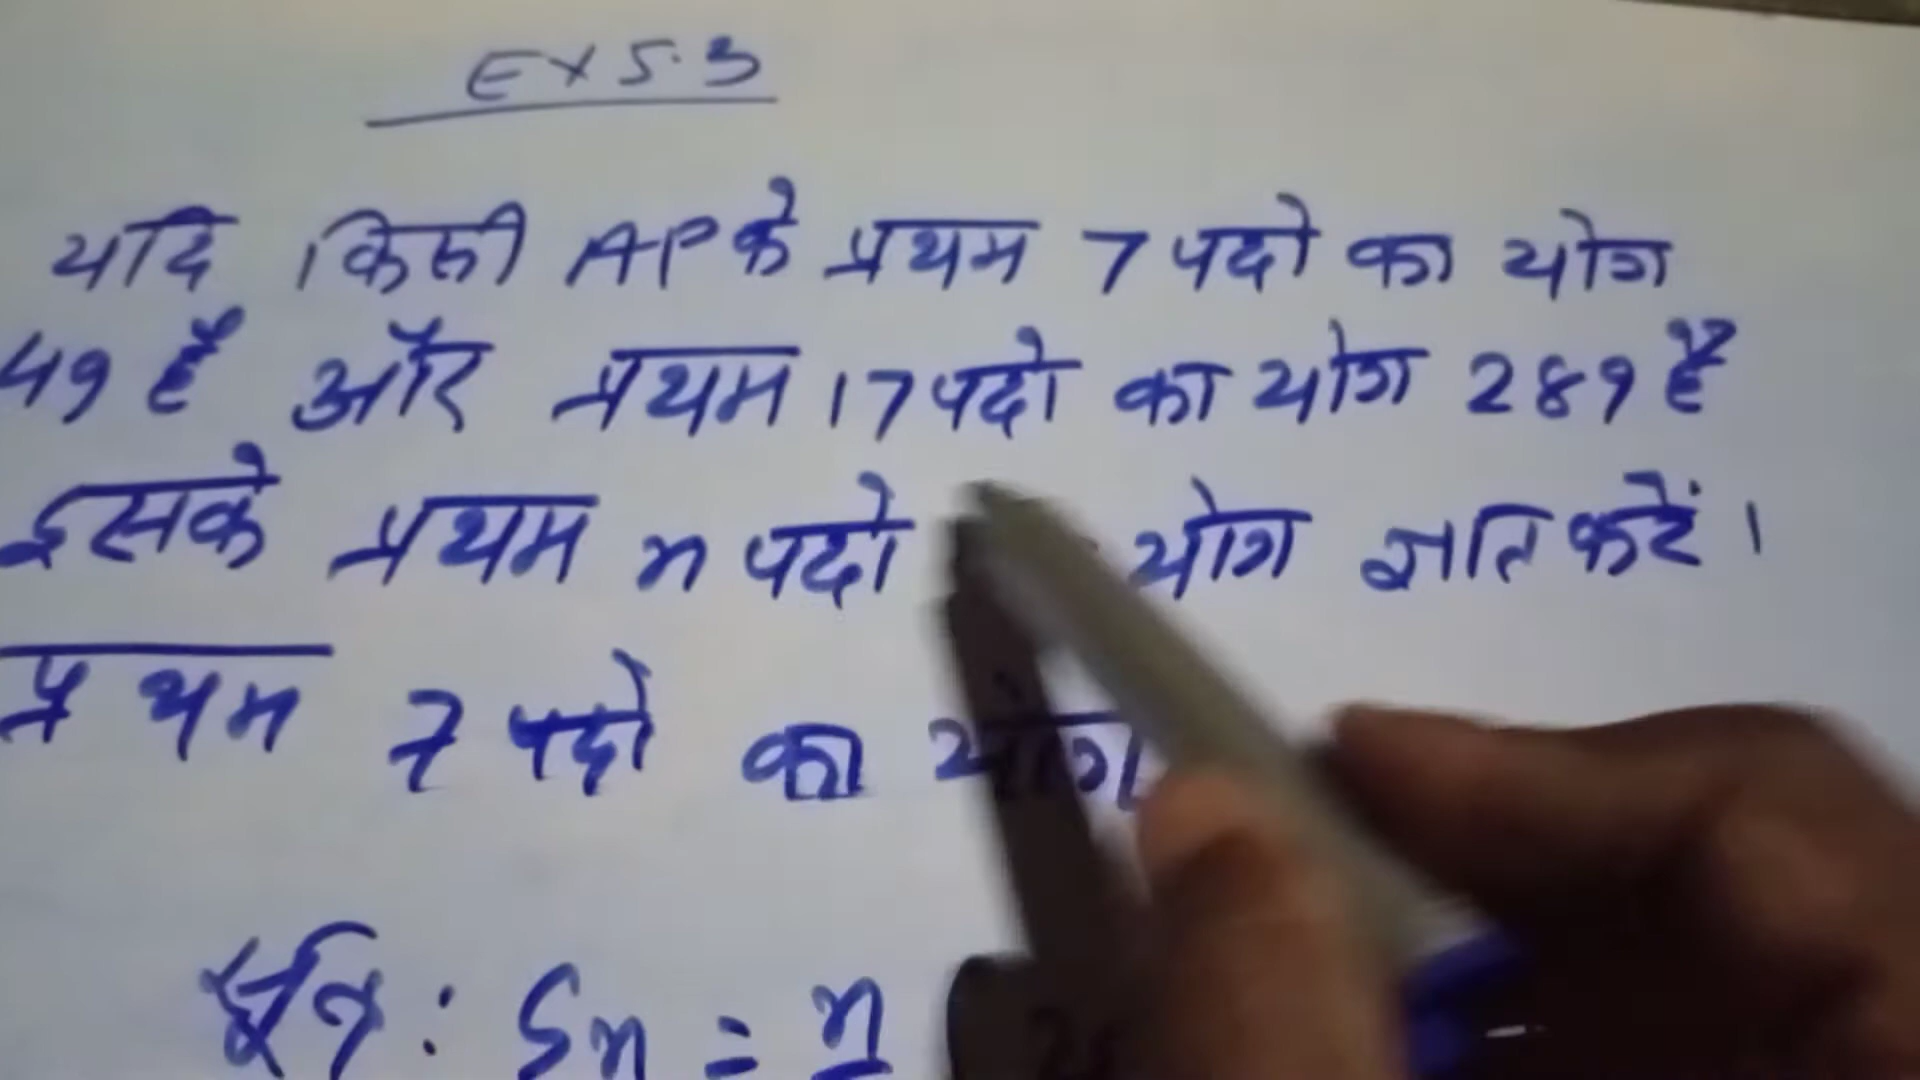 Ex 5.3
यदि किसी AP के प्रथम 7 पदो का योग
49 है और प्रथम 17 पदो का योग 289 है
इसके प्रथम n पदो योग ज्ञात करें।
प्रथम 7 पदो का योग
सूत्र : Sn = n